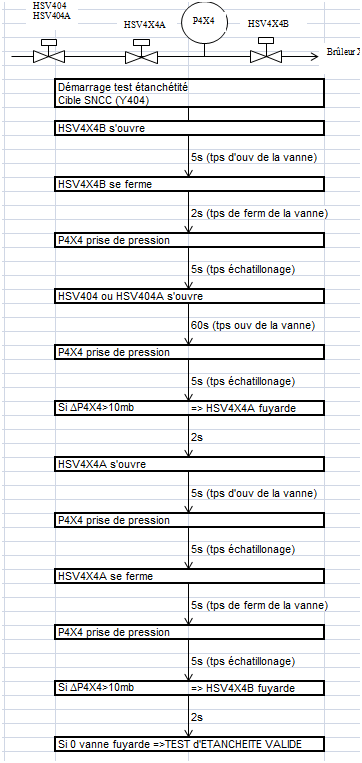 HSV404
HSV404A
HSV4X4A
P4X4
HSV4X4B
Brûleur X
Démarrage test étanchétité
Cible SNCC (Y404)
HSV4X4B s'ouvre
5s (tps d'ouv de la vanne)
HSV4X4B se ferme
2s (tps de ferm de la vanne)
P4X4 prise de pression
5s (tps échatillonage)
HSV404 ou HSV404A s'ouvre
60s (tps ouv de la vanne)
P4X4 prise de pression
5s (tps échatillonage)
Si ∆P4X4>10mb => HSV4X4A fuyarde
2s
HSV4X4A s'ouvre
5s (tps d'ouv de la vanne)
P4X4 prise de pression
5s (tps échatillonage)
HSV4X4A se ferme
5s (tps de ferm de la vanne)
P4X4 prise de pression
5s (tps échatillonage)
Si ∆P4X4>10mb => HSV4X4B fuyarde
2s
Si 0 vanne fuyarde =>TEST d'ETANCHEITE VALIDE